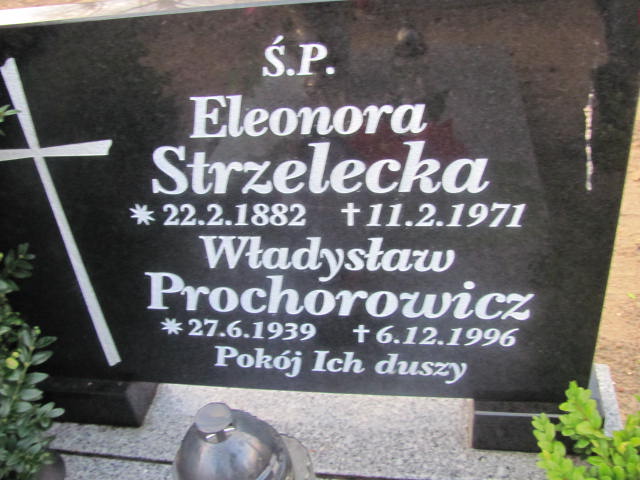 Ś.P.
Eleonora
Strzelecka
* 22.2.1882 † 11.2.1971
Władysław
Prochorowicz
* 27.6.1939 † 6.12.1996
Pokój Ich duszy